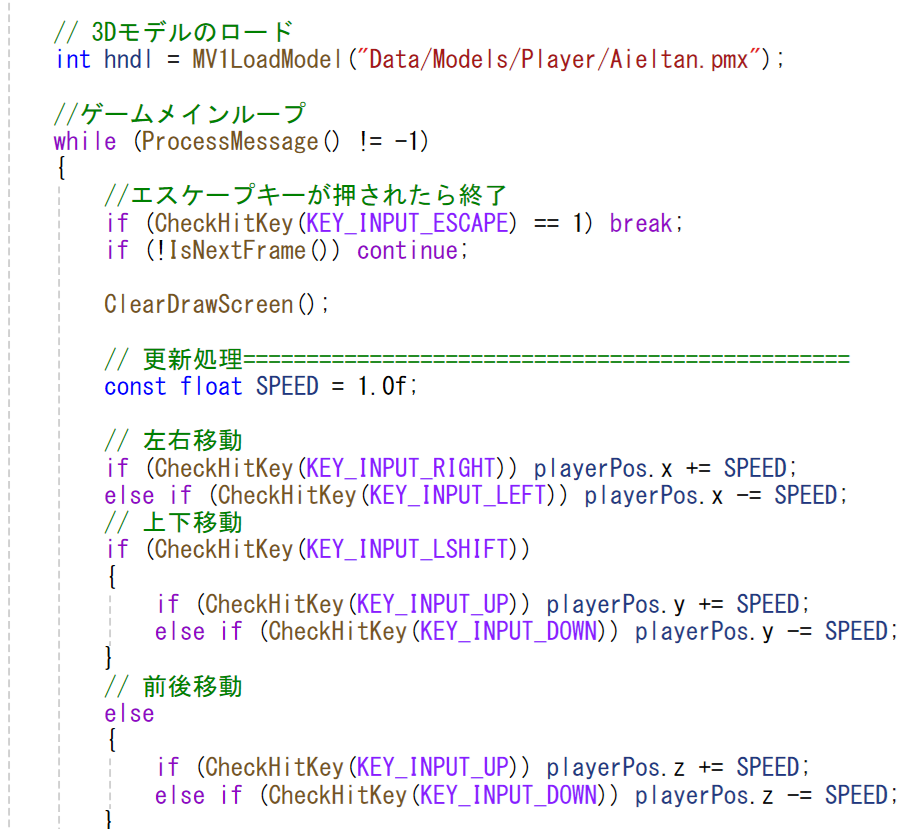 // 3Dモデルのロード
int hndl = MV1LoadModel("Data/Models/Player/Aieltan.pmx");
//ゲームメインループ
while (ProcessMessage() != -1)
{
//エスケープキーが押されたら終了
if (CheckHitKey(KEY_INPUT_ESCAPE) == 1) break;
if (!IsNextFrame()) continue;
ClearDrawScreen();
// 更新処理================================================
const float SPEED = 1.0f;
// 左右移動
if (CheckHitKey(KEY_INPUT_RIGHT)) playerPos.x += SPEED;
else if (CheckHitKey(KEY_INPUT_LEFT)) playerPos.x -= SPEED;
// 上下移動
if (CheckHitKey(KEY_INPUT_LSHIFT))
{
if (CheckHitKey(KEY_INPUT_UP)) playerPos.y += SPEED;
else if (CheckHitKey(KEY_INPUT_DOWN)) playerPos.y -= SPEED;
}
// 前後移動
else
{
if (CheckHitKey(KEY_INPUT_UP)) playerPos.z += SPEED;
else if (CheckHitKey(KEY_INPUT_DOWN)) playerPos.z -= SPEED;
}